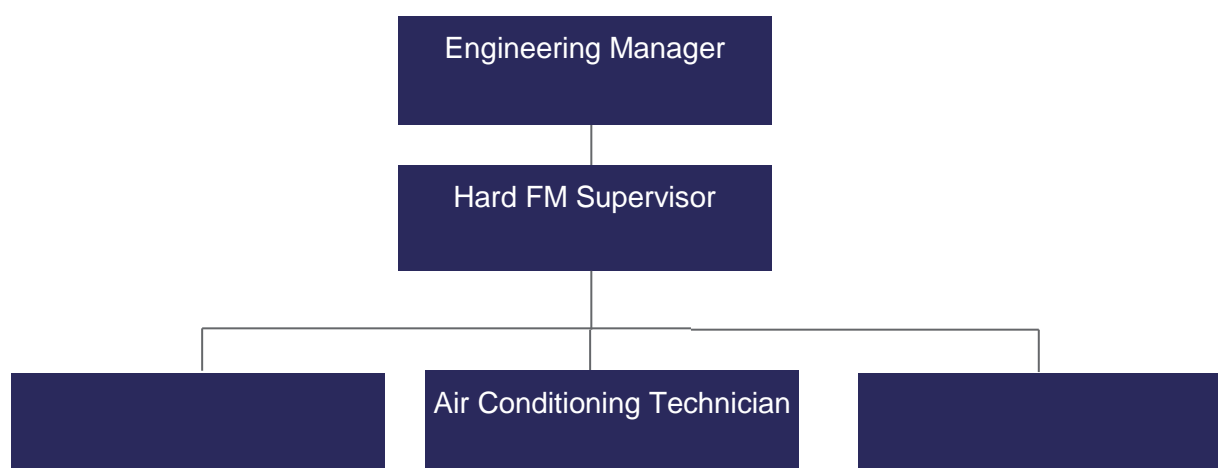 Engineering Manager
Hard FM Supervisor
Air Conditioning Technician